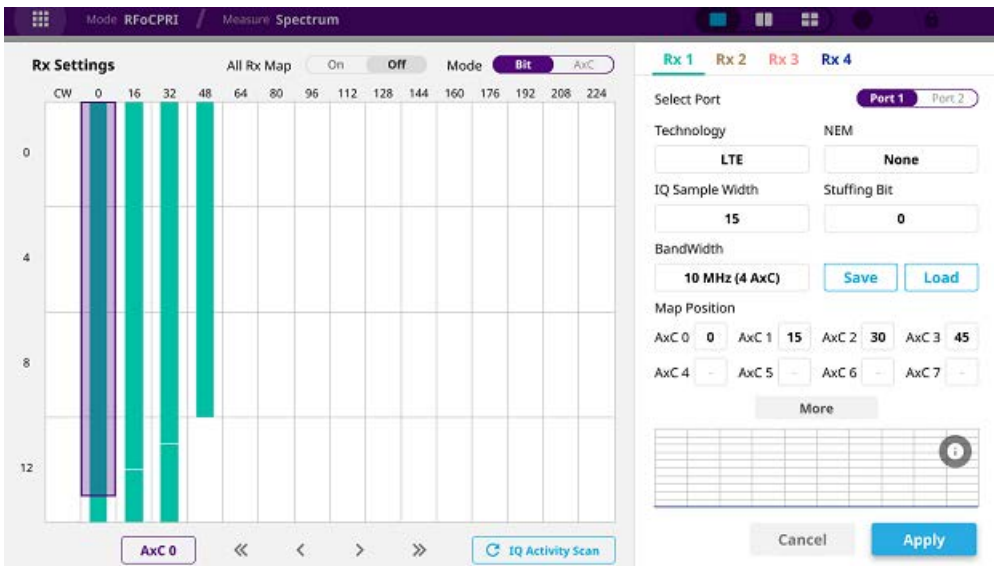 Mode RFoCPRI / Measure Spectrum
Rx Settings
All Rx Map On Off
Mode Bit AxC
CW 0 16 32 48 64 80 96 112 128 144 160 176 192 208 224
0
4
8
12
AxC 0
<< < > >>
IQ Activity Scan
Rx 1 Rx 2 Rx 3 Rx 4
Select Port Port 1 Port 2
Technology NEM
LTE None
IQ Sample Width Stuffing Bit
15 0
BandWidth
10 MHz (4 AxC) Save Load
Map Position
AxC 0 0 AxC 1 15 AxC 2 30 AxC 3 45
AxC 4 - AxC 5 - AxC 6 - AxC 7 -
More
i
Cancel Apply